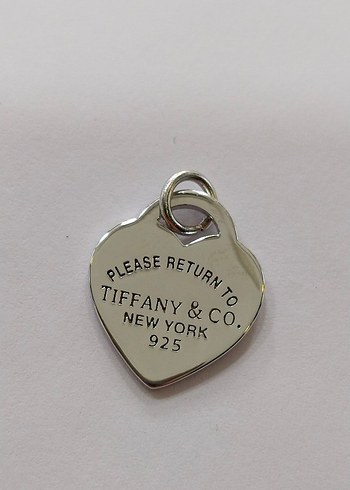 PLEASE RETURN TO
TIFFANY & CO.
NEW YORK
925